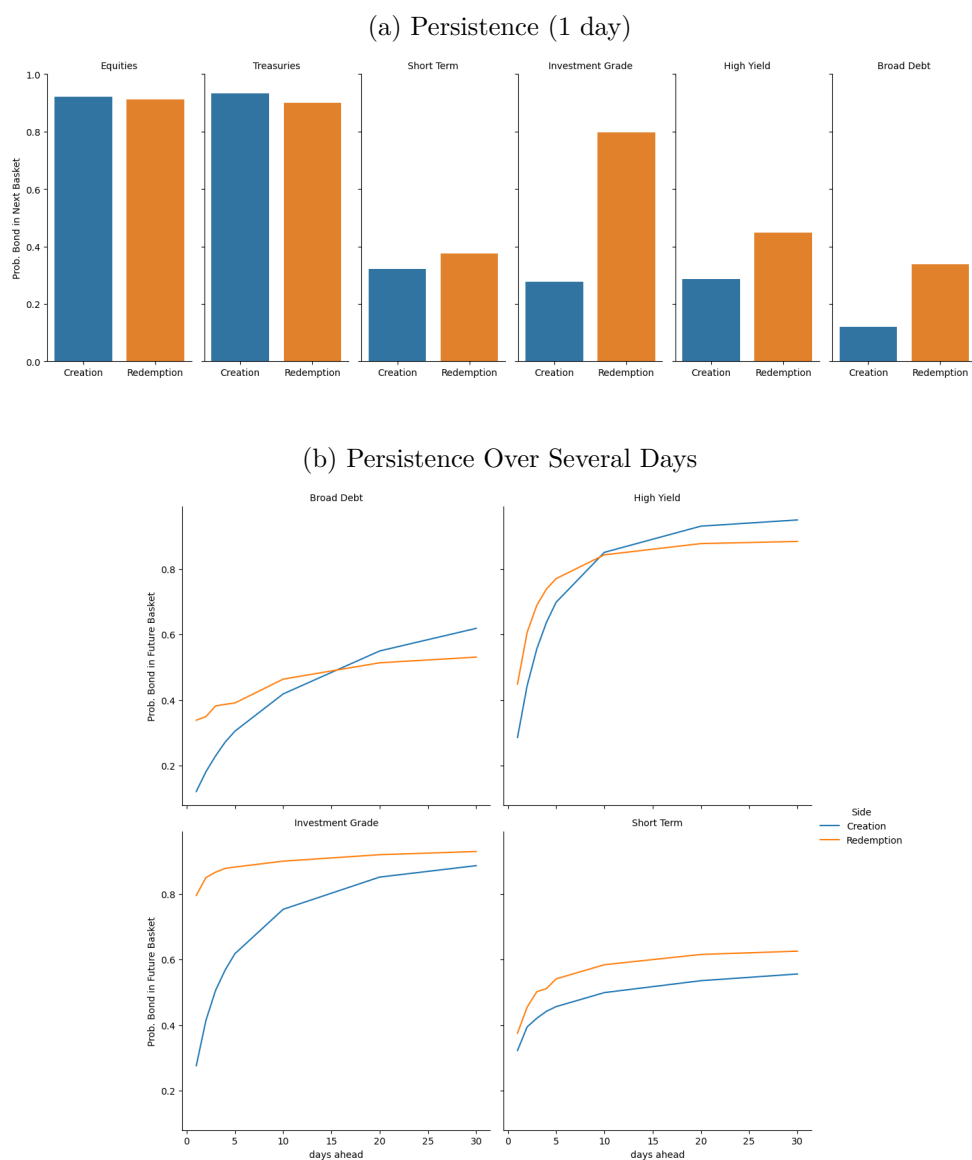 (a) Persistence (1 day)
Equities Treasuries Short Term Investment Grade High Yield Broad Debt
Prob. Bond in Next Basket
1.0
0.8
0.6
0.4
0.2
0.0
Creation Redemption Creation Redemption Creation Redemption Creation Redemption Creation Redemption Creation Redemption
(b) Persistence Over Several Days
Broad Debt High Yield
Prob. Bond in Future Basket
0.8
0.6
0.4
0.2
Side
Creation
Redemption
Investment Grade Short Term
Prob. Bond in Future Basket
0.8
0.6
0.4
0.2
0 5 10 15 20 25 30 0 5 10 15 20 25 30
days ahead days ahead